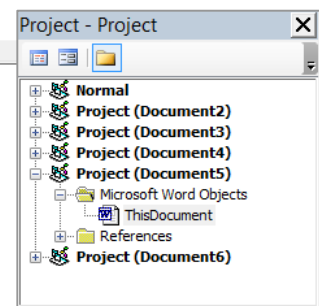 Project - Project
Normal
Project (Document2)
Project (Document3)
Project (Document4)
Project (Document5)
Microsoft Word Objects
ThisDocument
References
Project (Document6)